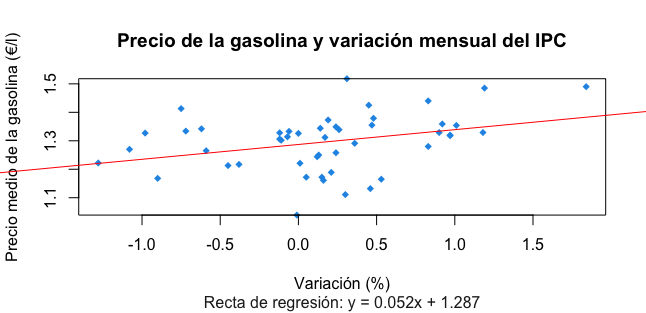 Precio de la gasolina y variación mensual del IPC
Precio medio de la gasolina (€/l)
1.5
1.3
1.1
-1.0 -0.5 0.0 0.5 1.0 1.5
Variación (%)
Recta de regresión: y = 0.052x + 1.287